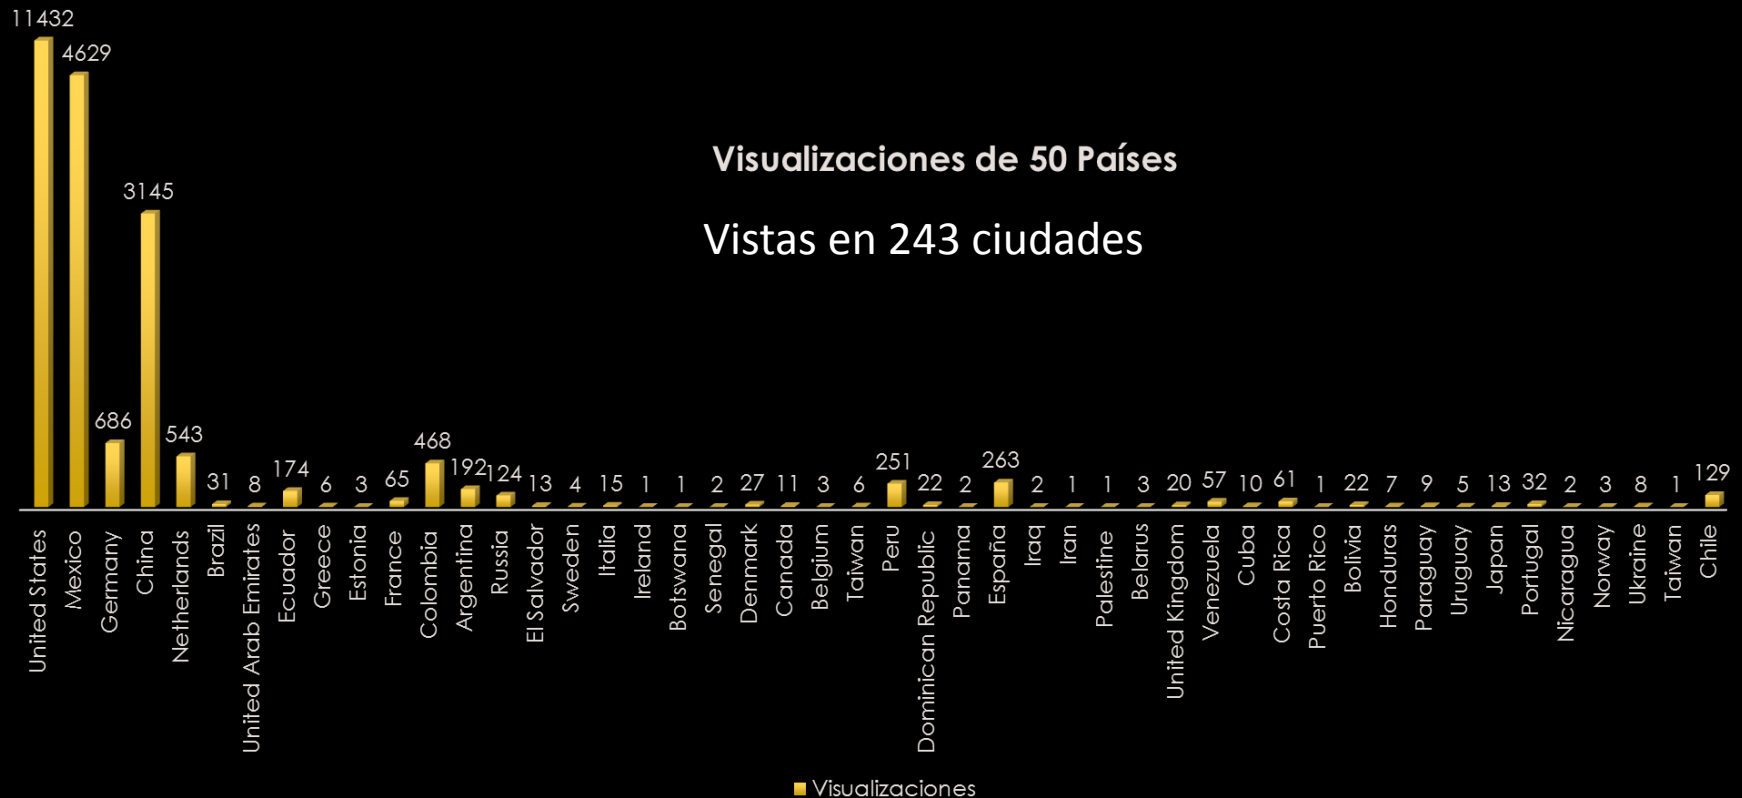 11432
4629
686
3145
543
31
8
174
6
3
65
468
192
124
13
4
15
1
1
2
27
11
3
6
251
22
2
263
2
1
1
3
20
57
10
61
1
22
7
9
5
13
32
2
3
8
1
129
Visualizaciones de 50 Países
Vistas en 243 ciudades
United States
Mexico
Germany
China
Netherlands
Brazil
United Arab Emirates
Ecuador
Greece
Estonia
France
Colombia
Argentina
Russia
El Salvador
Sweden
Italia
Ireland
Botswana
Senegal
Denmark
Canada
Belgium
Taiwan
Peru
Dominican Republic
Panama
España
Iraq
Iran
Palestine
Belarus
United Kingdom
Venezuela
Cuba
Costa Rica
Puerto Rico
Bolivia
Honduras
Paraguay
Uruguay
Japan
Portugal
Nicaragua
Norway
Ukraine
Taiwan
Chile
Visualizaciones